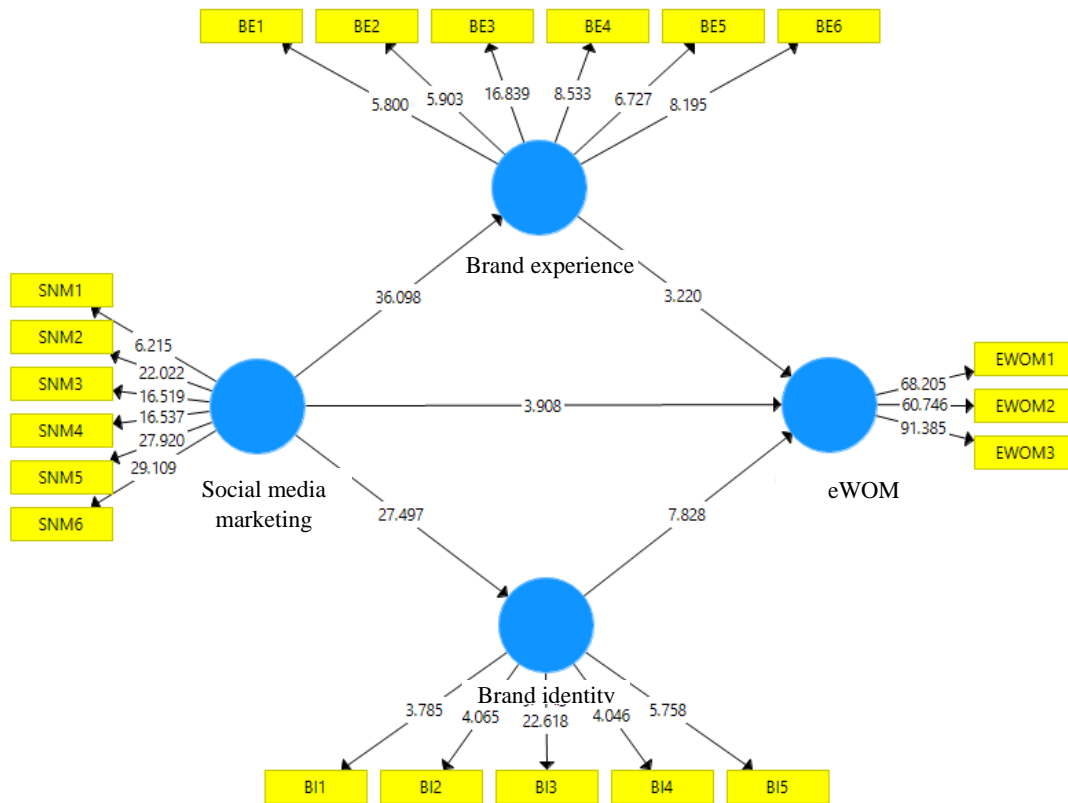 BE1 BE2 BE3 BE4 BE5 BE6
5.800 5.903 16.839 8.533 6.727 8.195
Brand experience
SNM1
SNM2
SNM3
SNM4
SNM5
SNM6
6.215
22.022
16.519
16.537
27.920
29.109
Social media
marketing
36.098
3.220
3.908
27.497
7.828
EWOM1
EWOM2
EWOM3
68.205
60.746
91.385
eWOM
Brand identity
3.785 4.065 22.618 4.046 5.758
BI1 BI2 BI3 BI4 BI5